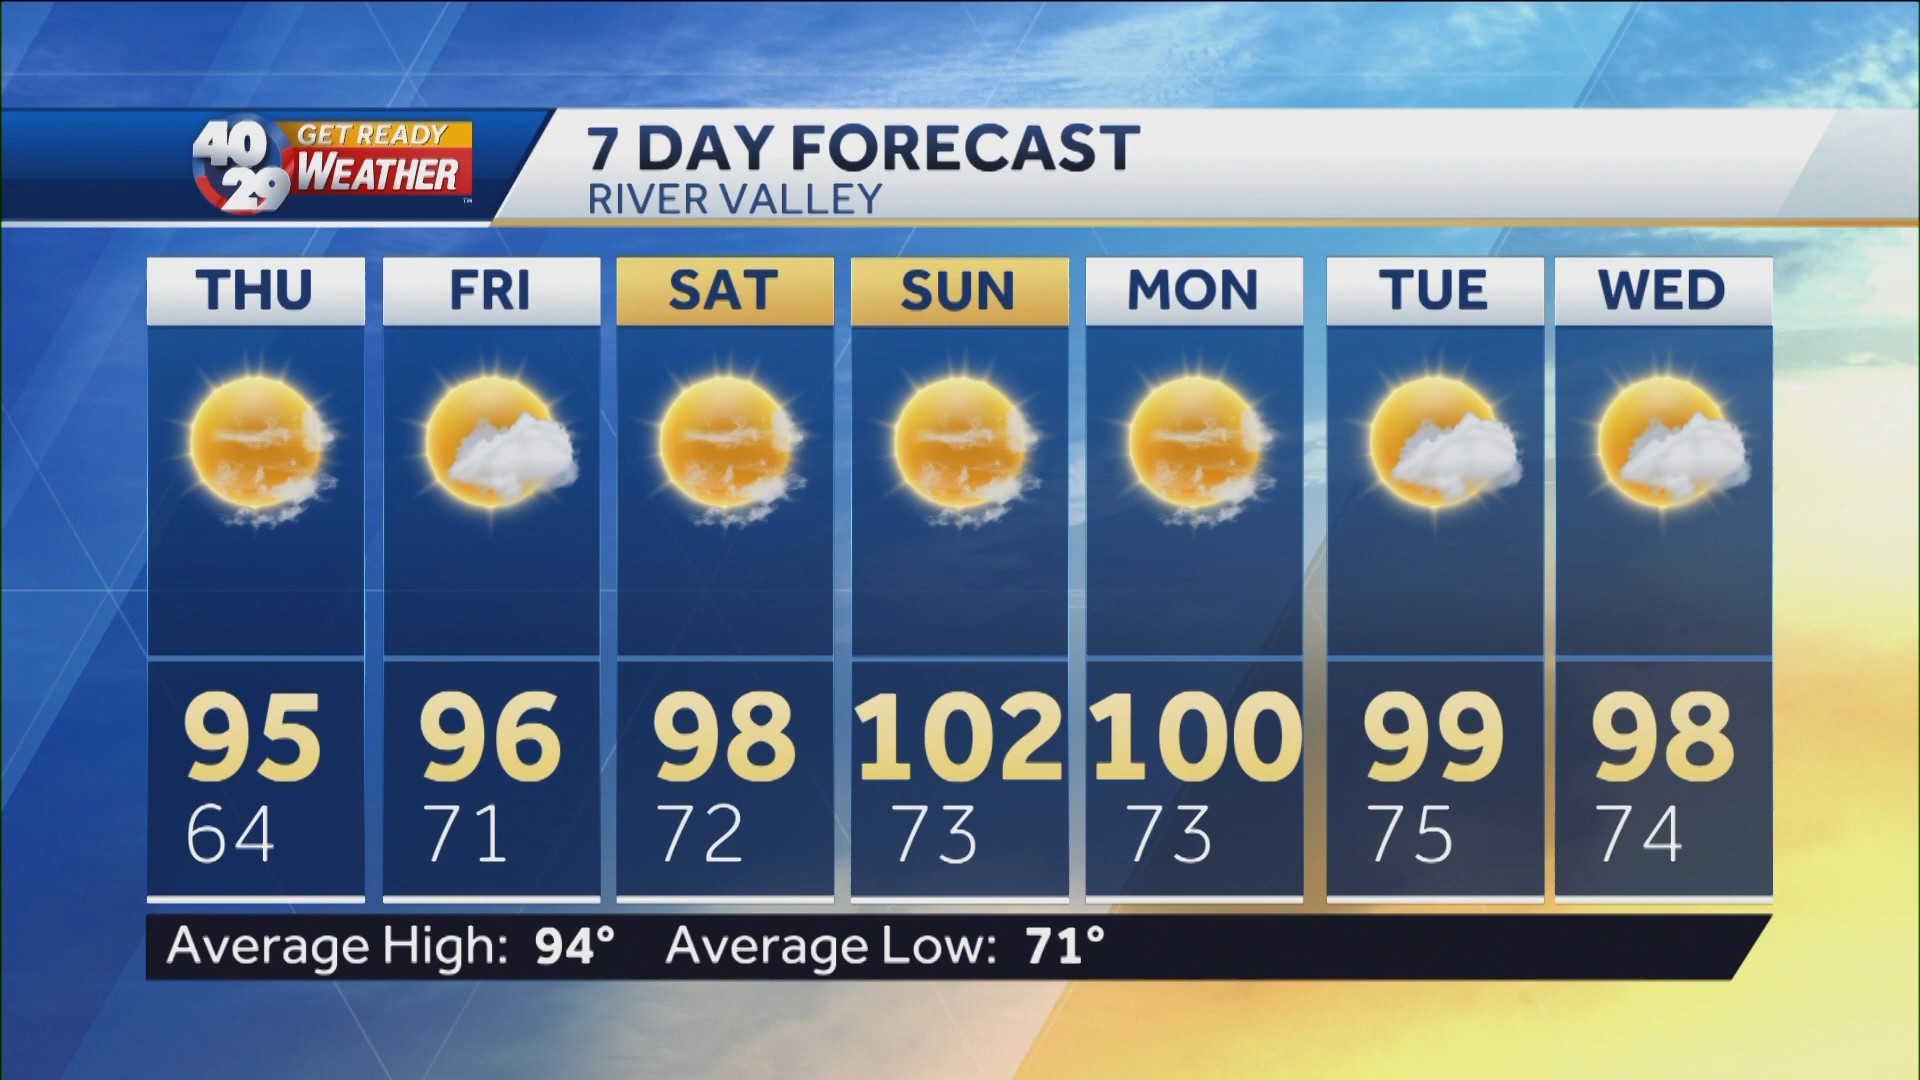 40
29
GET READY
WEATHER™
7 DAY FORECAST
RIVER VALLEY
THU FRI SAT SUN MON TUE WED
95 96 98 102 100 99 98
64 71 72 73 73 75 74
Average High: 94° Average Low: 71°